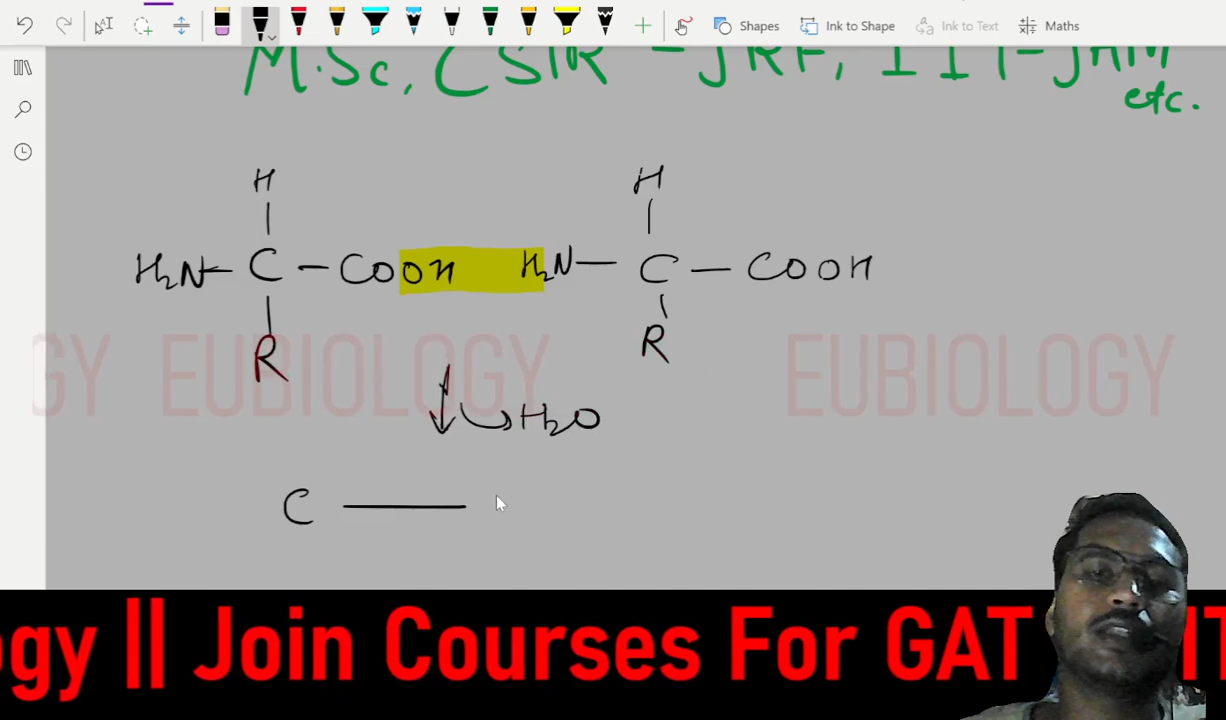 Shapes Ink to Shape Ink to Text Maths
M.Sc, CSIR-JRF, IIT-JAM
etc.
H H
H2N-C-COOH H2N-C-COOH
R R
GY EUBIOLOGY EUBIOLOGY
H2O
C
ogy || Join Courses For GAT